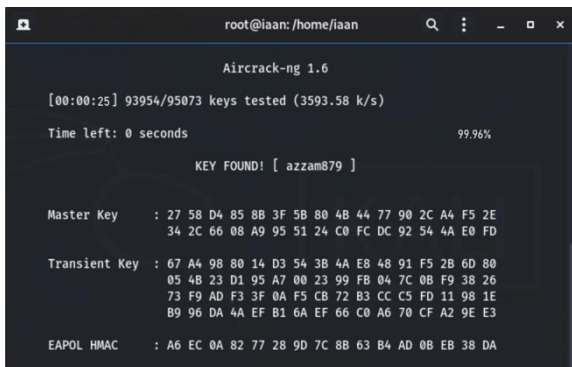 root@iaan: /home/iaan
Aircrack-ng 1.6
[00:00:25] 93954/95073 keys tested (3593.58 k/s)
Time left: 0 seconds 99.96%
KEY FOUND! [ azzam879 ]
Master Key : 27 58 D4 85 8B 3F 5B 80 4B 44 77 90 2C A4 F5 2E
34 2C 66 08 A9 95 51 24 C0 FC DC 92 54 4A E0 FD
Transient Key : 67 A4 98 80 14 D3 54 3B 4A E8 48 91 F5 2B 6D 80
05 4B 23 D1 95 A7 00 23 99 FB 04 7C 0B F9 38 26
73 F9 AD F3 3F 0A F5 CB 72 B3 CC C5 FD 11 98 1E
B9 96 DA 4A EF B1 6A EF 66 C0 A6 70 CF A2 9E E3
EAPOL HMAC : A6 EC 0A 82 77 28 9D 7C 8B 63 B4 AD 0B EB 38 DA